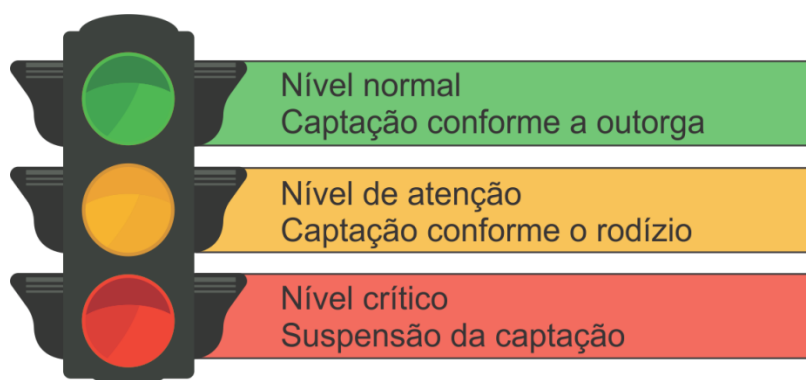 Nível normal
Captação conforme a outorga
Nível de atenção
Captação conforme o rodízio
Nível crítico
Suspensão da captação